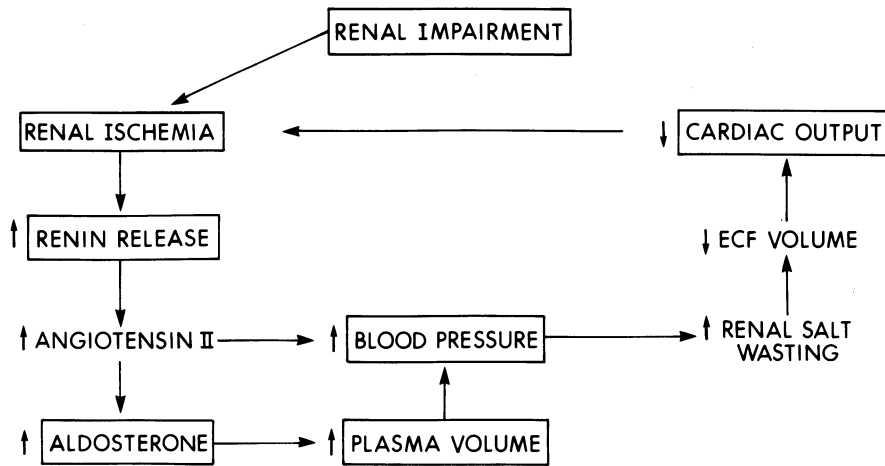 RENAL IMPAIRMENT
RENAL ISCHEMIA
↓ CARDIAC OUTPUT
↑ RENIN RELEASE
↓ ECF VOLUME
↑ ANGIOTENSIN II
↑ BLOOD PRESSURE
↑ RENAL SALT
WASTING
↑ ALDOSTERONE
↑ PLASMA VOLUME